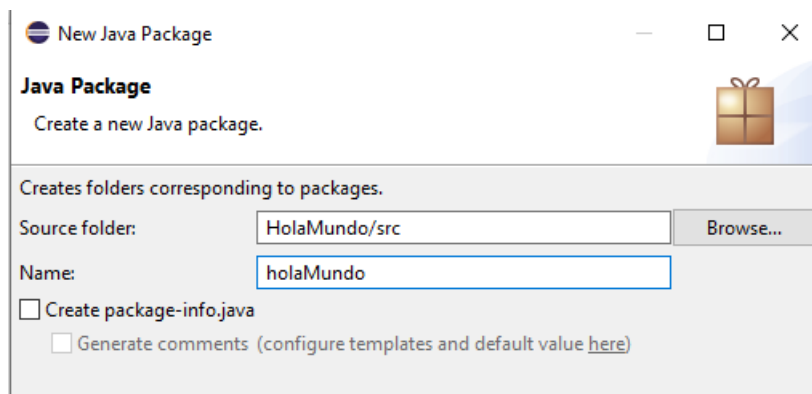 New Java Package
Java Package
Create a new Java package.
Creates folders corresponding to packages.
Source folder: HolaMundo/src Browse...
Name: holaMundo
Create package-info.java
Generate comments (configure templates and default value here)